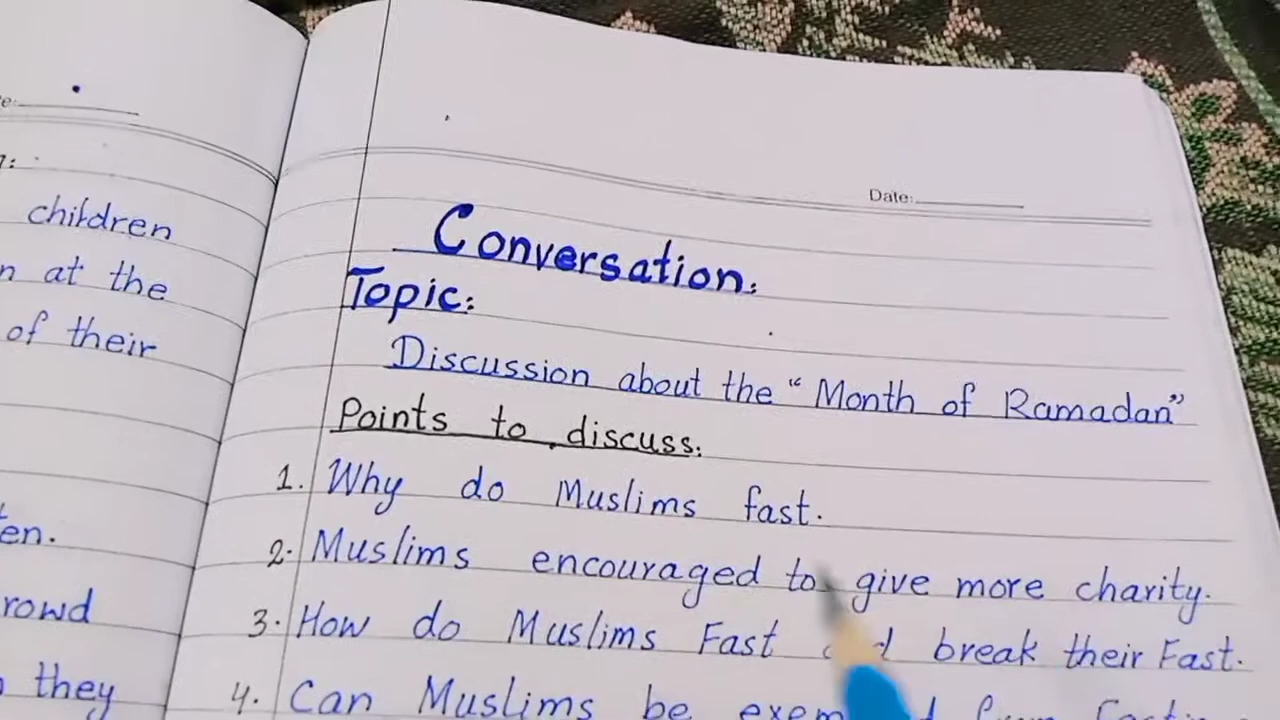 e:
7:
children
n at the
of their
en.
rowd
they
Date:
Conversation:
Topic:
Discussion about the “Month of Ramadan”
Points to discuss:
1. Why do Muslims fast.
2. Muslims encouraged to give more charity.
3. How do Muslims Fast break their Fast.
4. Can Muslims be